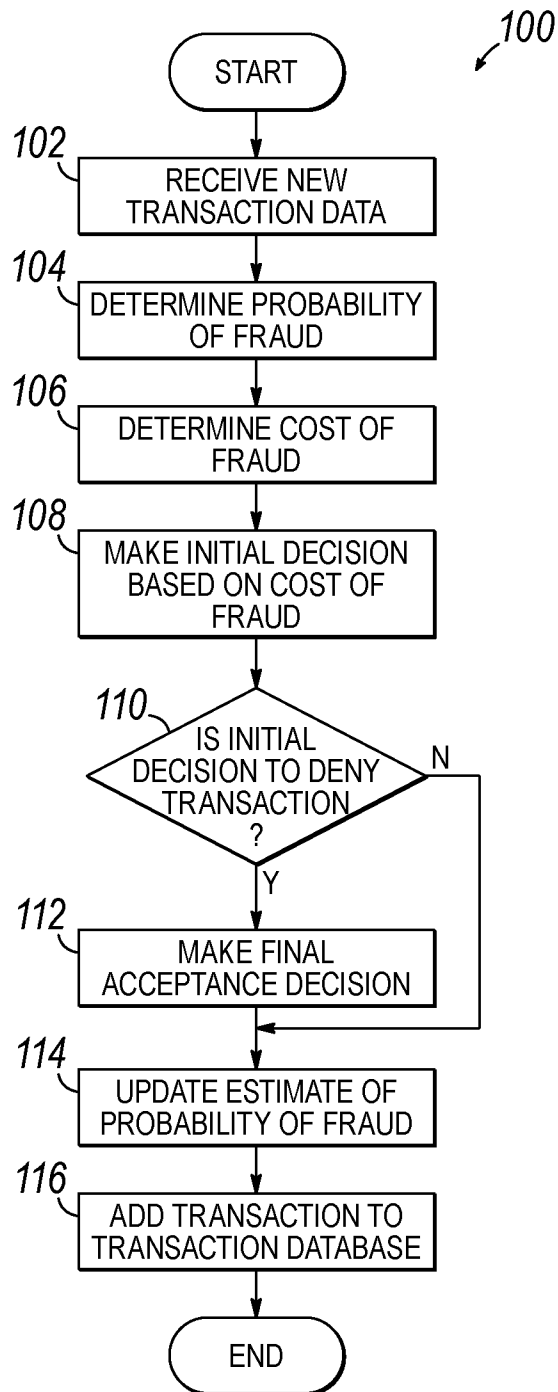 100
START
102
RECEIVE NEW
TRANSACTION DATA
104
DETERMINE PROBABILITY
OF FRAUD
106
DETERMINE COST OF
FRAUD
108
MAKE INITIAL DECISION
BASED ON COST OF
FRAUD
110
IS INITIAL
DECISION TO DENY
TRANSACTION
?
N
Y
112
MAKE FINAL
ACCEPTANCE DECISION
114
UPDATE ESTIMATE OF
PROBABILITY OF FRAUD
116
ADD TRANSACTION TO
TRANSACTION DATABASE
END